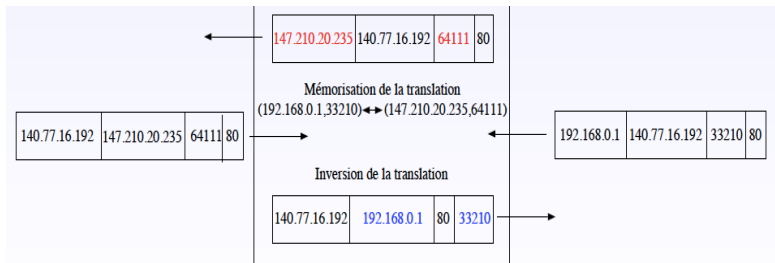 147.210.20.235 140.77.16.192 64111 80
Mémorisation de la translation
(192.168.0.1,33210)↔(147.210.20.235,64111)
140.77.16.192 147.210.20.235 64111 80
192.168.0.1 140.77.16.192 33210 80
Inversion de la translation
140.77.16.192 192.168.0.1 80 33210